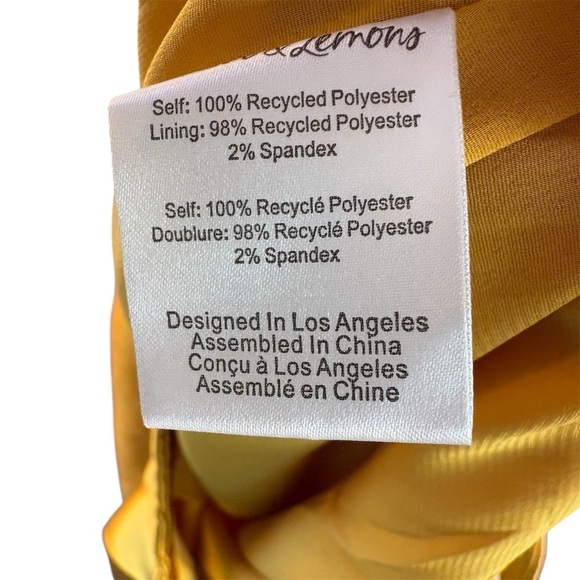 & Lemons
Self: 100% Recycled Polyester
Lining: 98% Recycled Polyester
2% Spandex
Self: 100% Recyclé Polyester
Doublure: 98% Recyclé Polyester
2% Spandex
Designed In Los Angeles
Assembled In China
Conçu à Los Angeles
Assemblé en Chine